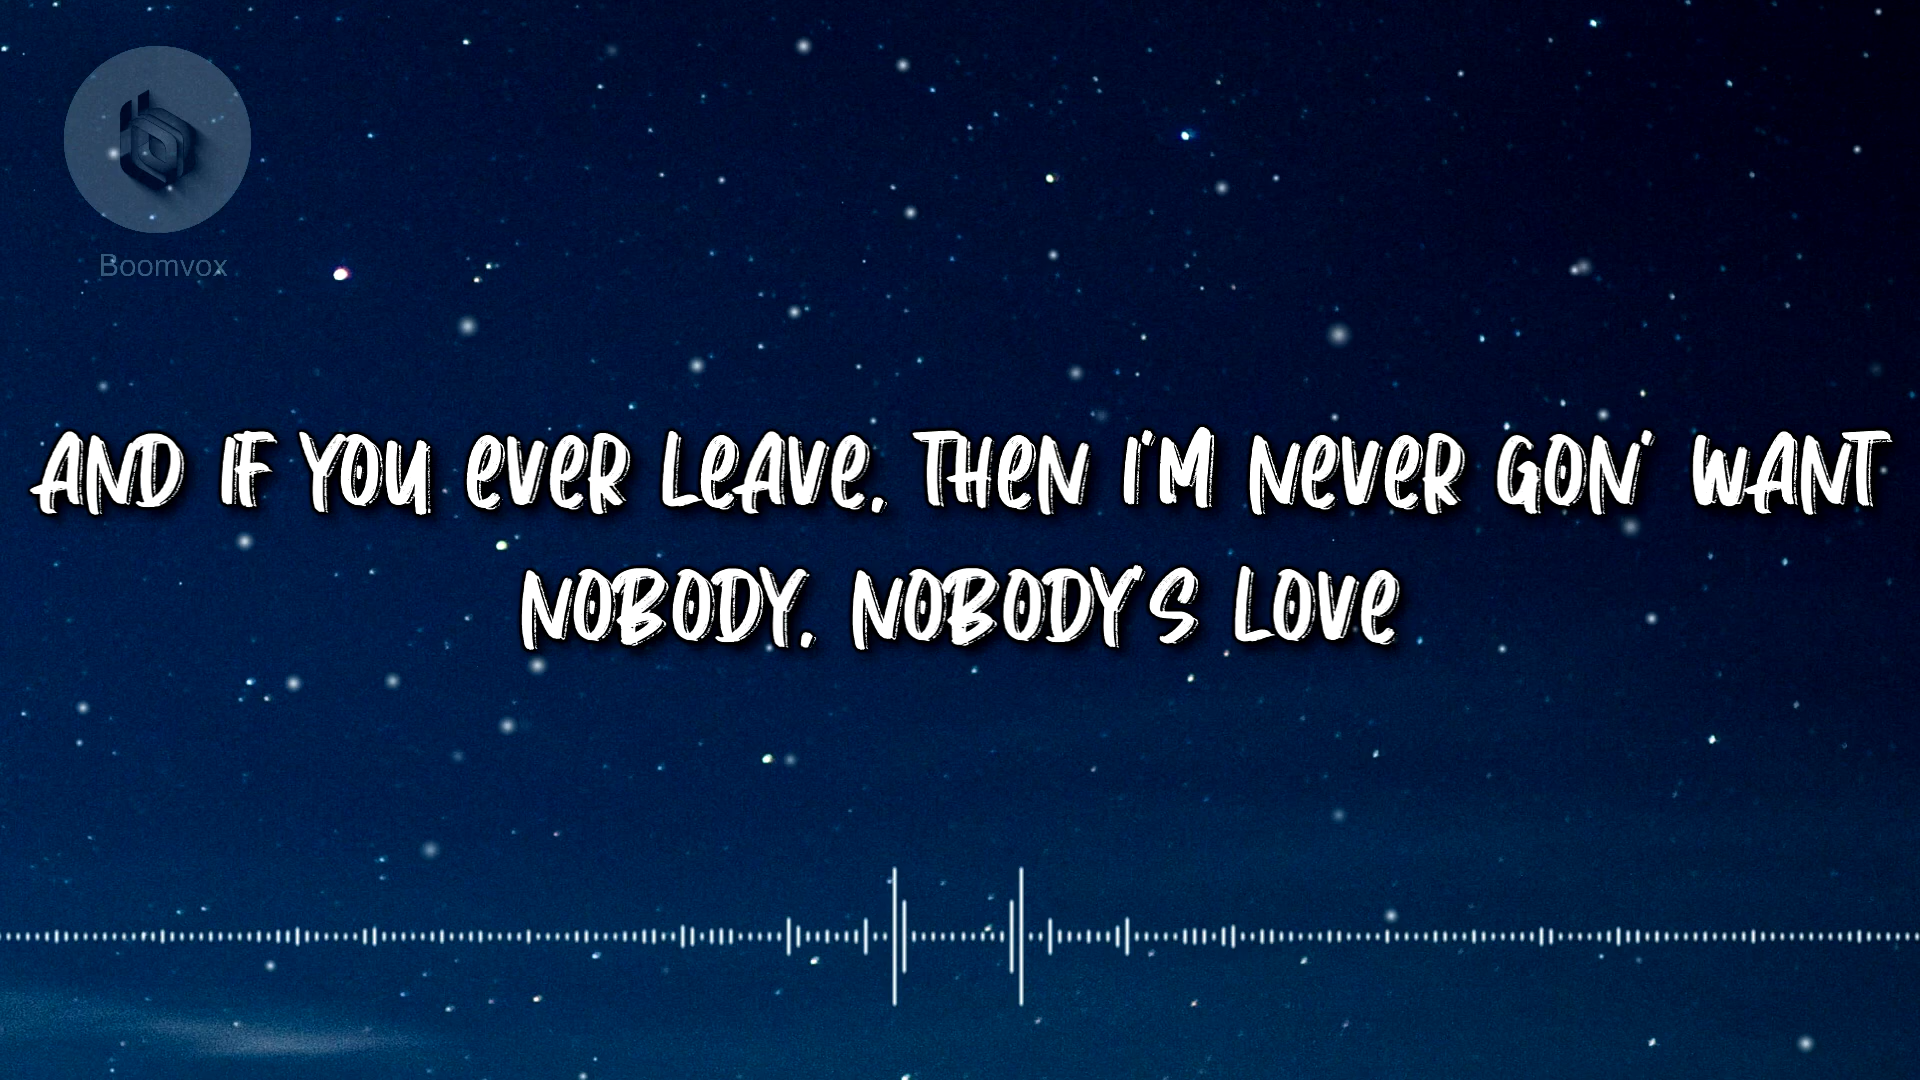 Boomvox
AND IF YOU EVER LEAVE, THEN I'M NEVER GON' WANT
NOBODY, NOBODY'S LOVE